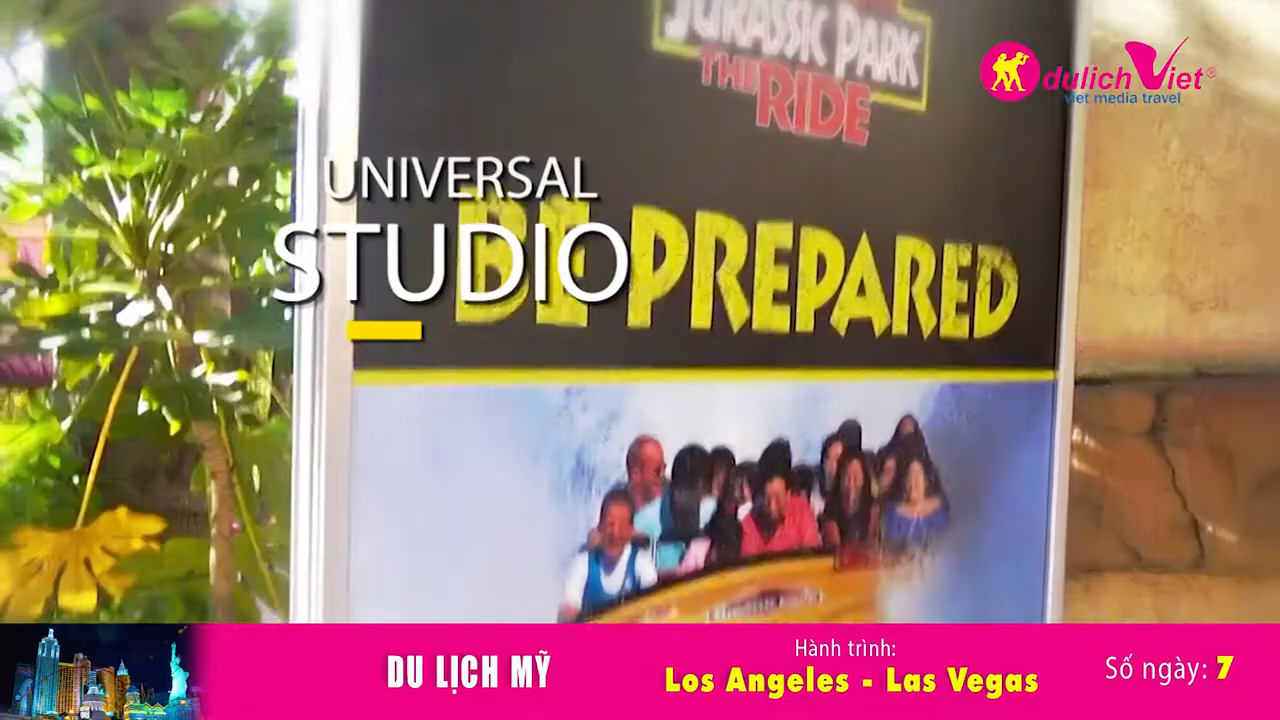 JURASSIC PARK
THE RIDE
dulichViet®
viet media travel
UNIVERSAL
STUDIO
BE PREPARED
DU LỊCH MỸ
Hành trình:
Los Angeles - Las Vegas
Số ngày: 7